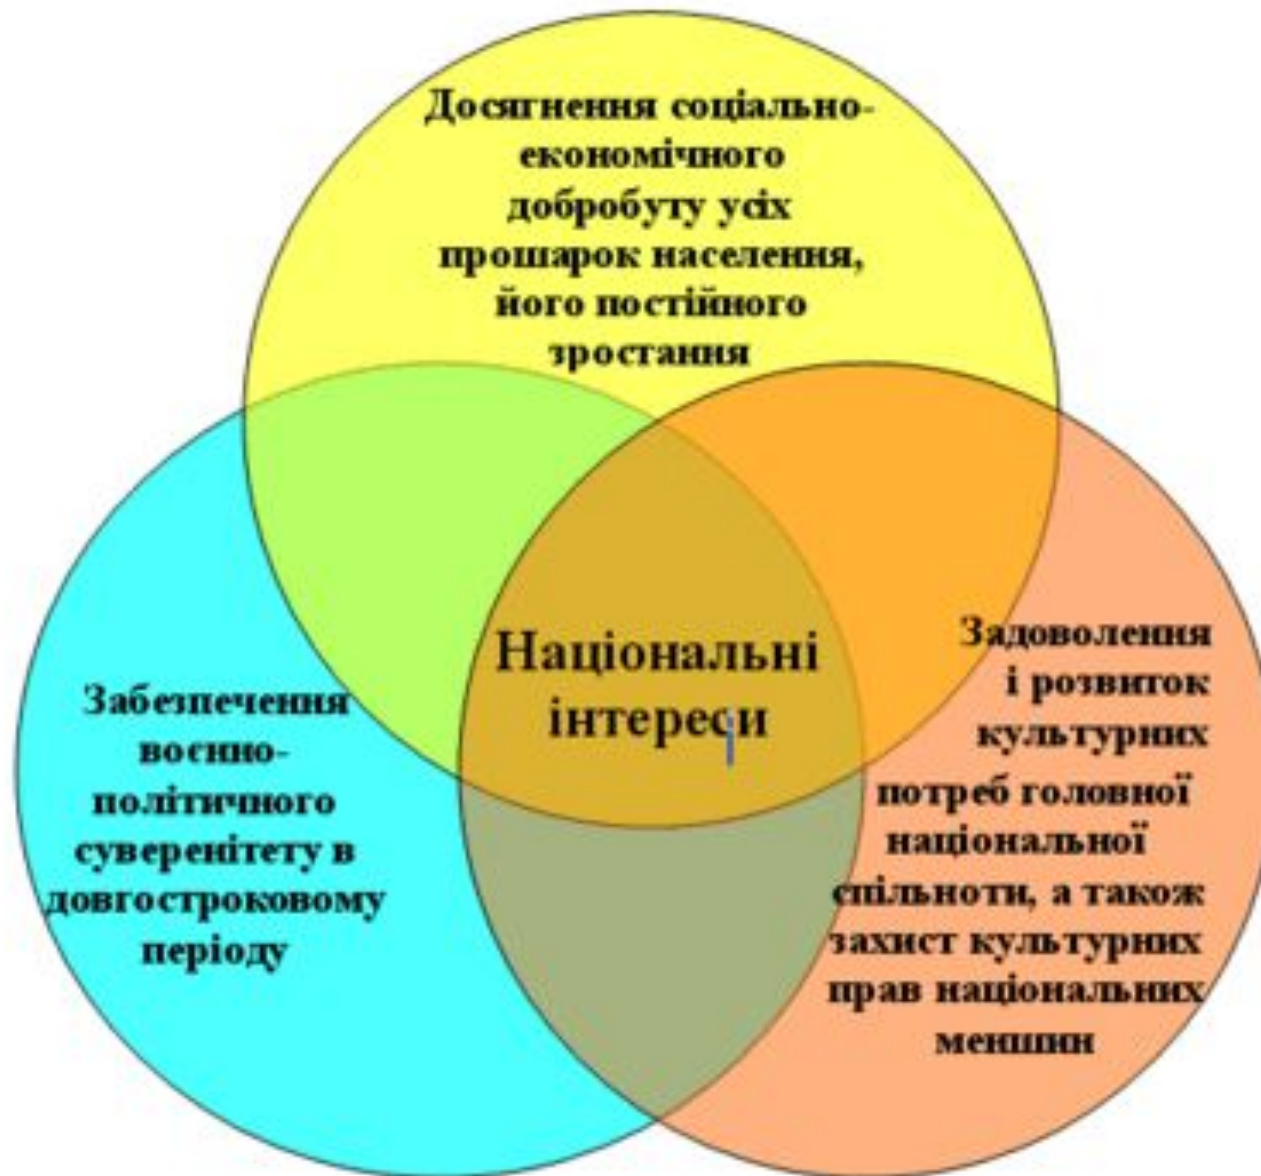 Досягнення соціально-
економічного
добробуту усіх
прошарок населення,
його постійного
зростання
Національні
інтереси
Забезпечення
воєнно-
політичного
суверенітету в
довгостроковому
періоду
Задоволення
і розвиток
культурних
потреб головної
національної
спільноти, а також
захист культурних
прав національних
меншин